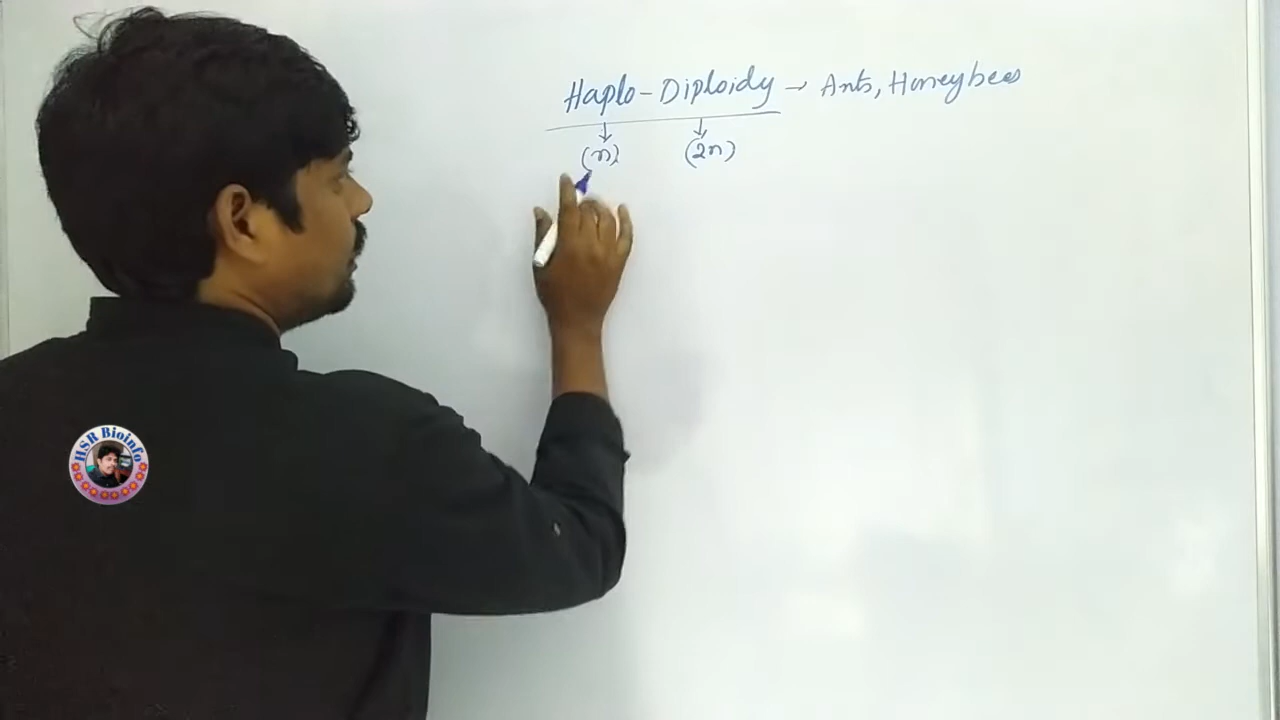 Haplo-Diploidy → Ants, Honeybees
↓ ↓
(n) (2n)
HSR Bioinfo